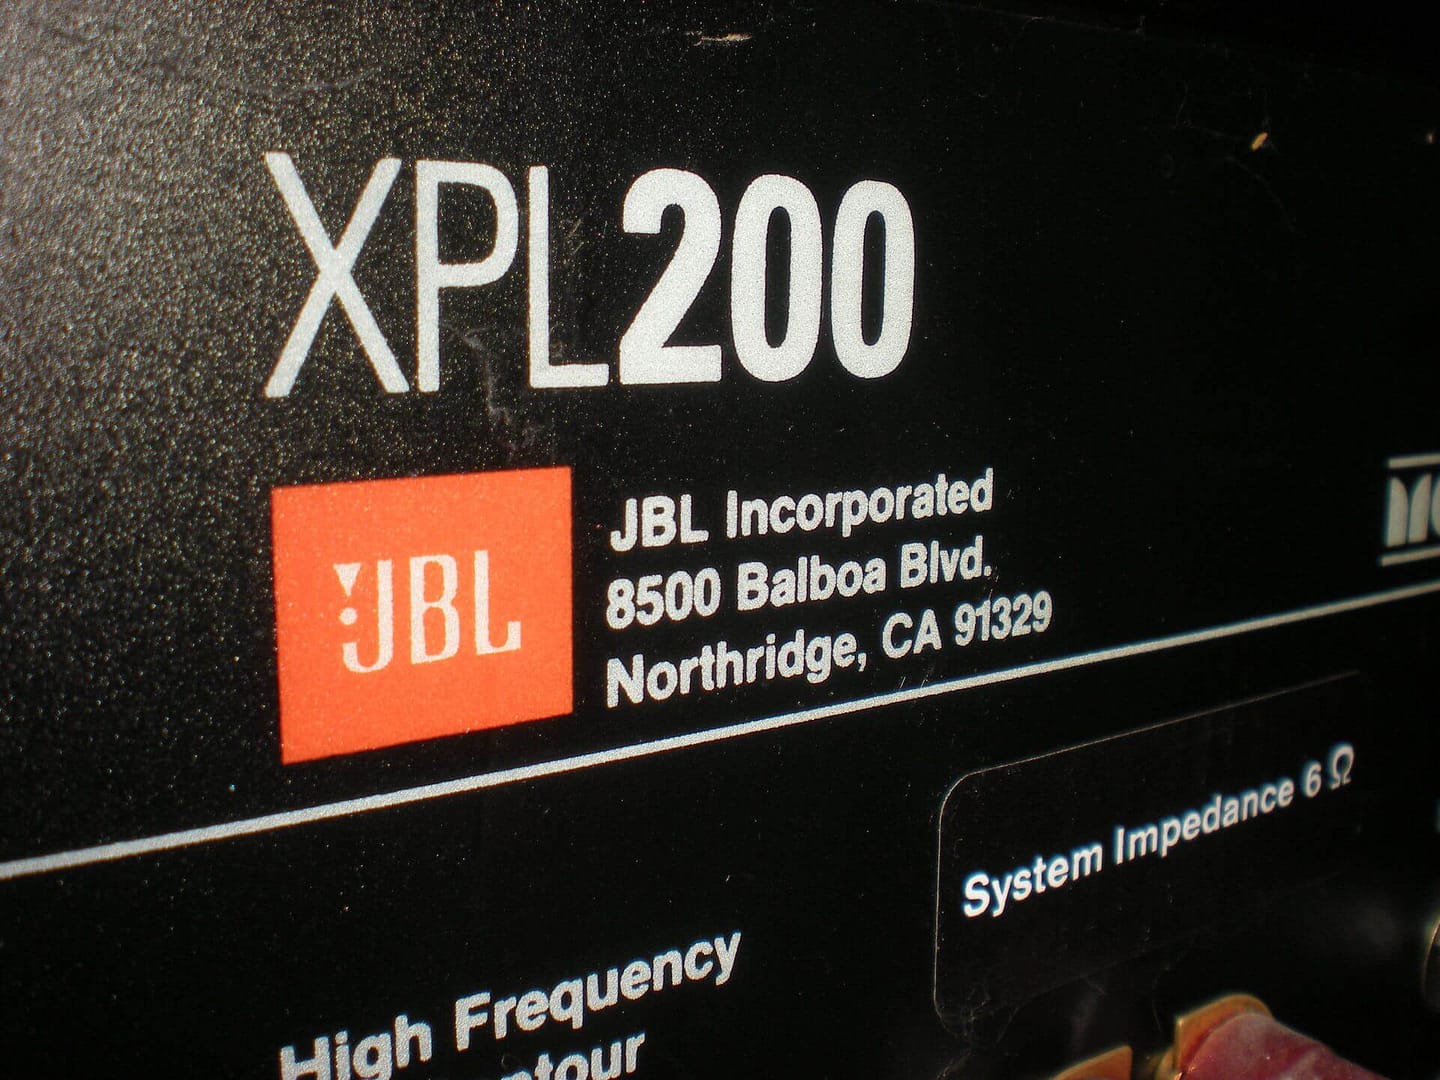 XPL200
JBL
JBL Incorporated
8500 Balboa Blvd.
Northridge, CA 91329
System Impedance 6 Ω
High Frequency